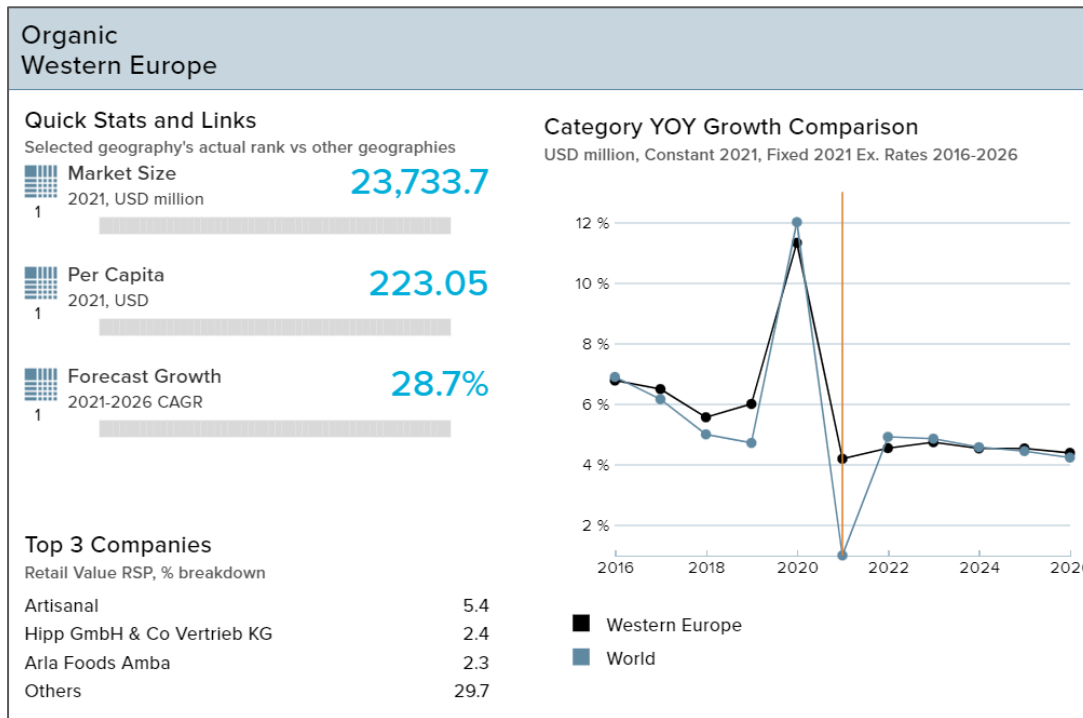 Organic
Western Europe
Quick Stats and Links
Selected geography's actual rank vs other geographies
Market Size
23,733.7
2021, USD million
1
Per Capita
223.05
2021, USD
1
Forecast Growth
28.7%
2021-2026 CAGR
1
Top 3 Companies
Retail Value RSP, % breakdown
Artisanal 5.4
Hipp GmbH & Co Vertrieb KG 2.4
Arla Foods Amba 2.3
Others 29.7
Category YOY Growth Comparison
USD million, Constant 2021, Fixed 2021 Ex. Rates 2016-2026
12 %
10 %
8 %
6 %
4 %
2 %
2016 2018 2020 2022 2024 2026
Western Europe
World